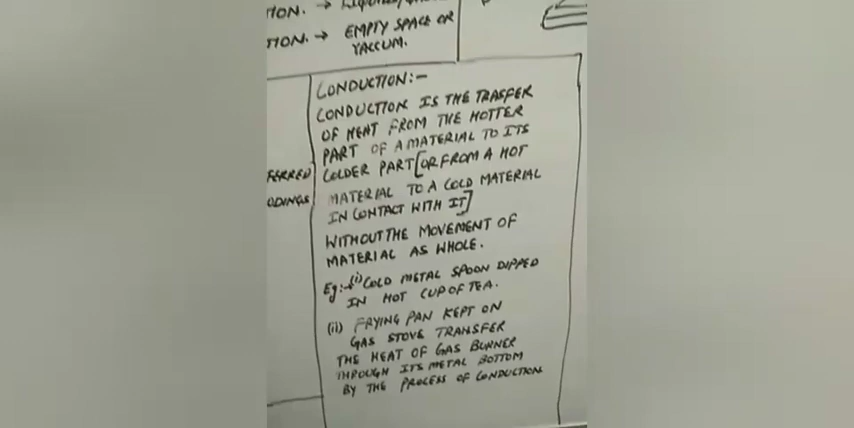 TION. →
TION. → EMPTY SPACE OR
VACCUM.
FERRED
ODINGS
CONDUCTION:-
CONDUCTION IS THE TRASFER
OF HEAT FROM THE HOTTER
PART OF A MATERIAL TO ITS
COLDER PART [OR FROM A HOT
MATERIAL TO A COLD MATERIAL
IN CONTACT WITH IT]
WITHOUT THE MOVEMENT OF
MATERIAL AS WHOLE.
Eg:- (i) COLD METAL SPOON DIPPED
IN HOT CUP OF TEA.
(ii) FRYING PAN KEPT ON
GAS STOVE TRANSFER
THE HEAT OF GAS BURNER
THROUGH ITS METAL BOTTOM
BY THE PROCESS OF CONDUCTION